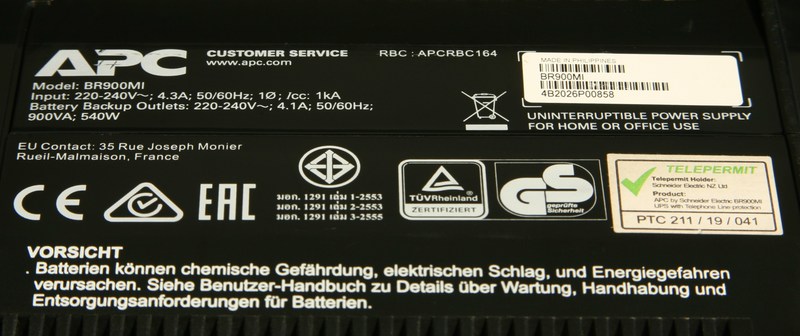 APC
CUSTOMER SERVICE
www.apc.com
RBC : APCRBC164
Model: BR900MI
Input: 220-240V～; 4.3A; 50/60Hz; 1Ø; /cc: 1kA
Battery Backup Outlets: 220-240V～; 4.1A; 50/60Hz;
900VA; 540W
MADE IN PHILIPPINES
BR900MI
4B2026P00858
UNINTERRUPTIBLE POWER SUPPLY
FOR HOME OR OFFICE USE
EU Contact: 35 Rue Joseph Monier
Rueil-Malmaison, France
CE
EAC
มอก. 1291 เล่ม 1-2553
มอก. 1291 เล่ม 2-2553
มอก. 1291 เล่ม 3-2555
TÜVRheinland
ZERTIFIZIERT
GS
geprüfte
Sicherheit
TELEPERMIT
Telepermit Holder:
Schneider Electric NZ Ltd
Product:
APC by Schneider Electric BR900MI
UPS with Telephone Line protection
PTC 211 / 19 / 041
VORSICHT
. Batterien können chemische Gefährdung, elektrischen Schlag, und Energiegefahren
verursachen. Siehe Benutzer-Handbuch zu Details über Wartung, Handhabung und
Entsorgungsanforderungen für Batterien.